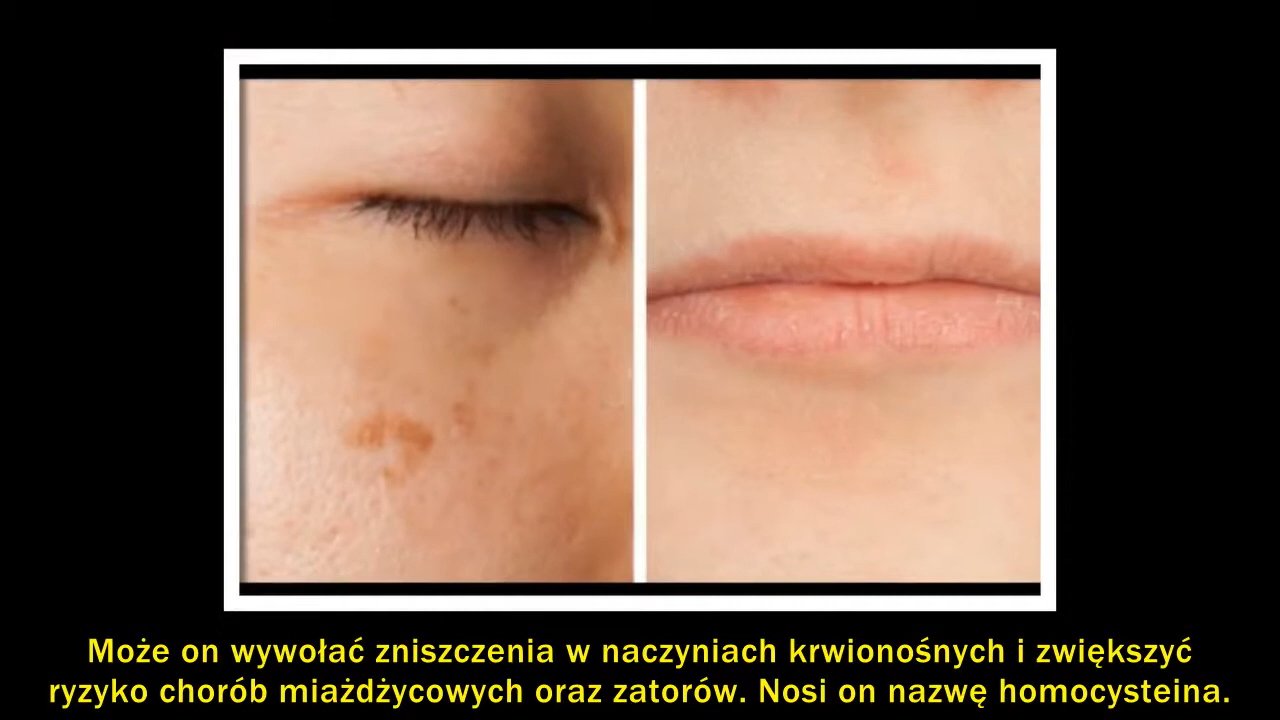 Może on wywołać zniszczenia w naczyniach krwionośnych i zwiększyć
ryzyko chorób miażdżycowych oraz zatorów. Nosi on nazwę homocysteina.